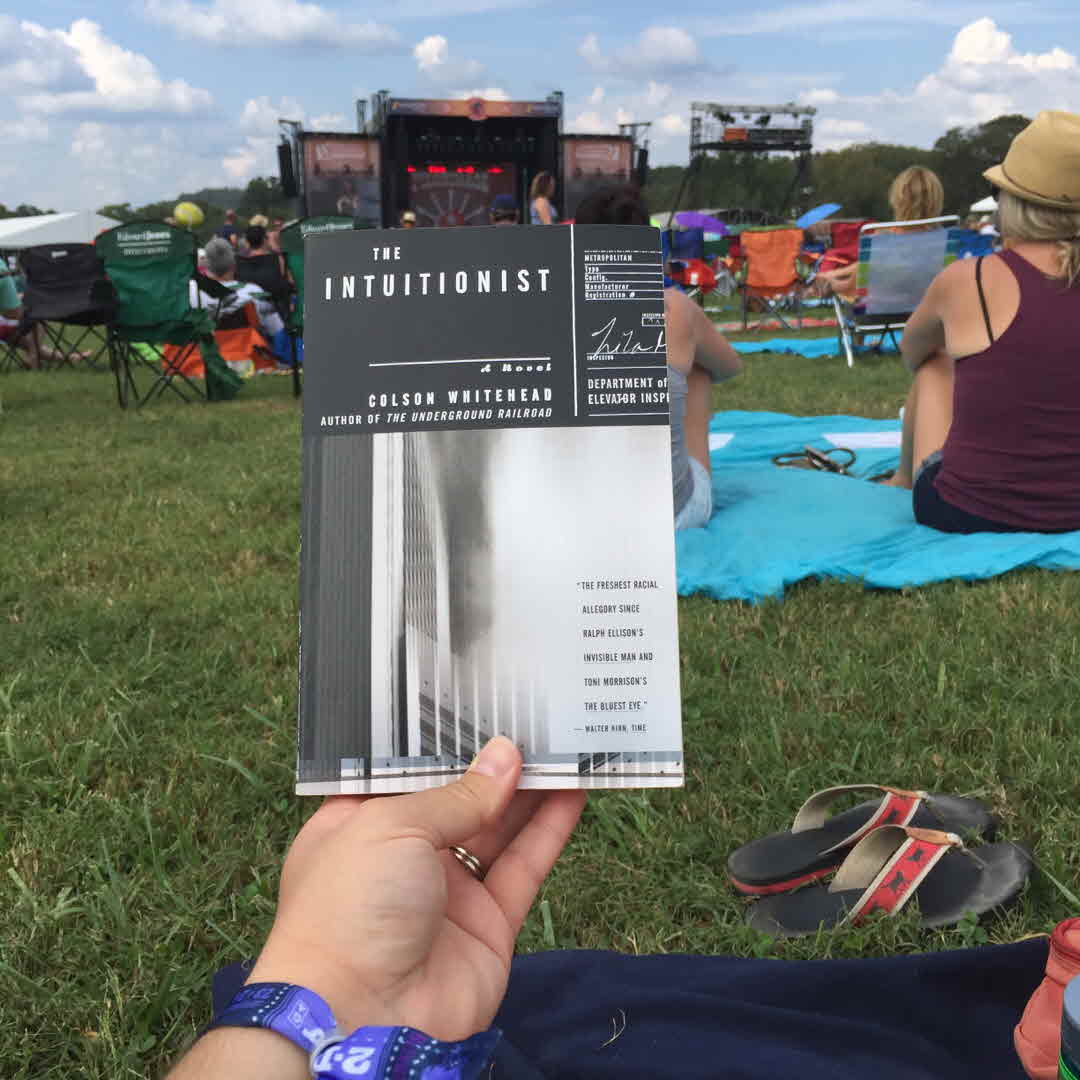 THE
INTUITIONIST
A Novel
COLSON WHITEHEAD
AUTHOR OF THE UNDERGROUND RAILROAD
METROPOLITAN
Type
Config.
Manufacturer
Registration #
INSPECTOR
DEPARTMENT of
ELEVATOR INSP
"THE FRESHEST RACIAL
ALLEGORY SINCE
RALPH ELLISON'S
INVISIBLE MAN AND
TONI MORRISON'S
THE BLUEST EYE."
— WALTER KIRN, TIME
Edward Jones